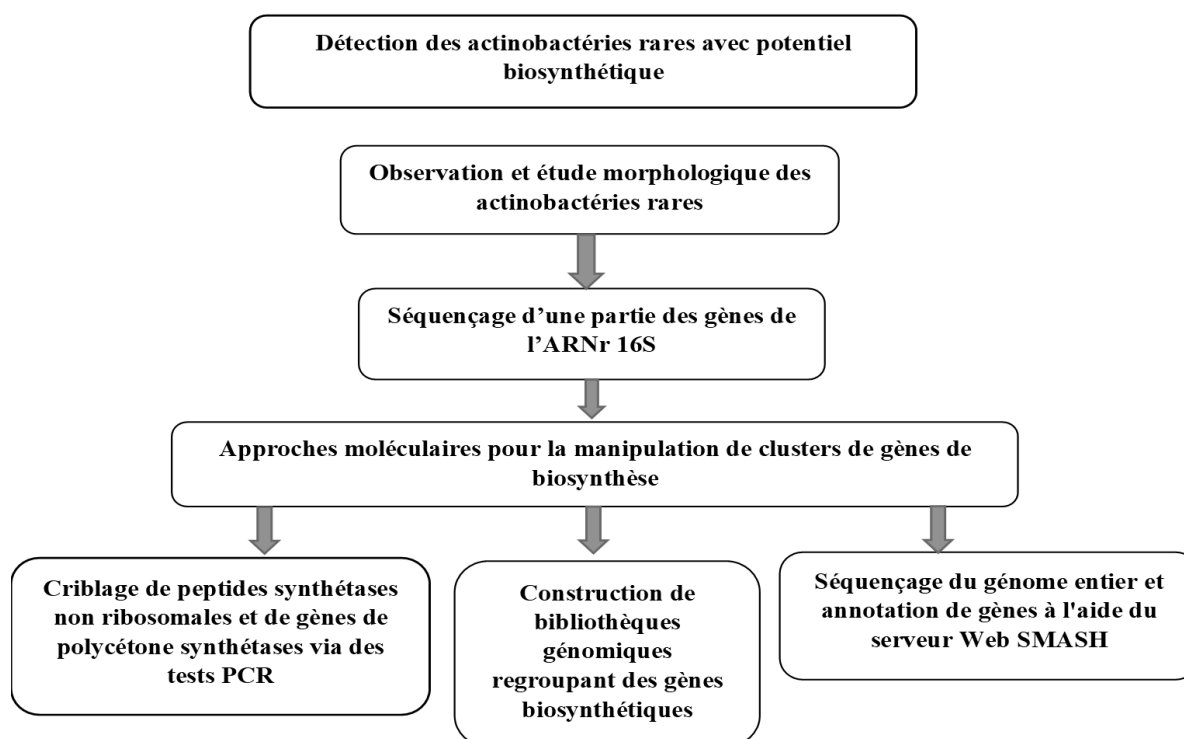 Détection des actinobactéries rares avec potentiel
biosynthétique
Observation et étude morphologique des
actinobactéries rares
Séquençage d’une partie des gènes de
l’ARNr 16S
Approches moléculaires pour la manipulation de clusters de gènes de
biosynthèse
Criblage de peptides synthétases
non ribosomales et de gènes de
polycétone synthétases via des
tests PCR
Construction de
bibliothèques
génomiques
regroupant des gènes
biosynthétiques
Séquençage du génome entier et
annotation de gènes à l'aide du
serveur Web SMASH